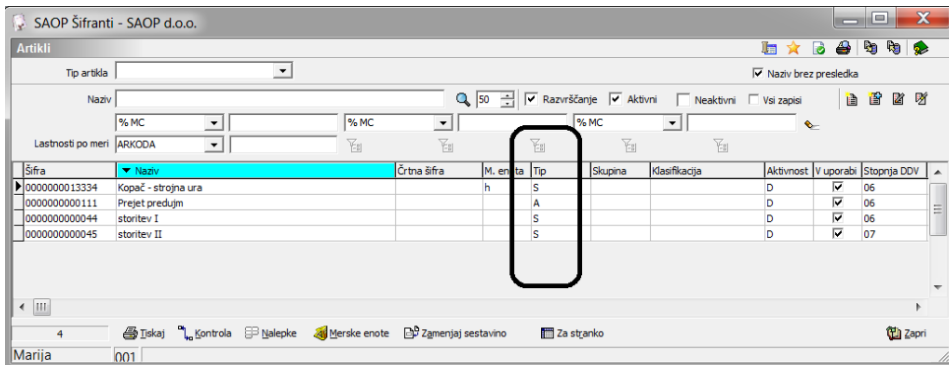 SAOP Šifranti - SAOP d.o.o.
Artikli
Tip artikla
Naziv brez presledka
Naziv 50 Razvrščanje Aktivni Neaktivni Vsi zapisi
% MC % MC % MC
Lastnosti po meri ARKODA
Šifra Naziv Črtna šifra M. enota Tip Skupina Klasifikacija Aktivnost V uporabi Stopnja DDV
0000000013334 Kopač - strojna ura h S D 06
0000000000111 Prejet predujm A D 06
0000000000044 storitev I S D 06
0000000000045 storitev II S D 07
4 Tiskaj Kontrola Nalepke Merske enote Zamenjaj sestavino Za stranko Zapri
Marija 001